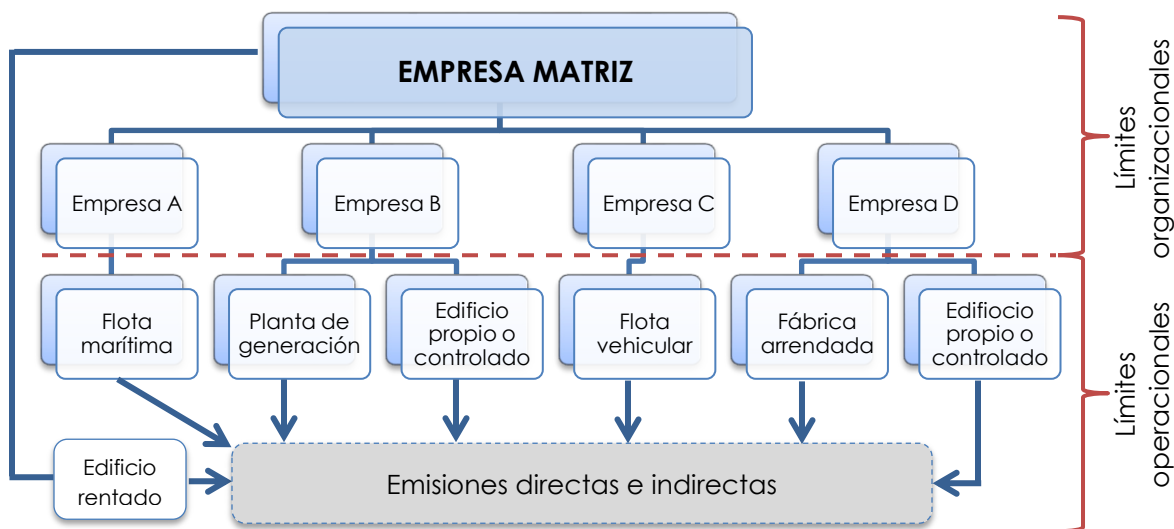 EMPRESA MATRIZ
Límites
organizacionales
Empresa A
Empresa B
Empresa C
Empresa D
Flota
marítima
Planta de
generación
Edificio
propio o
controlado
Flota
vehicular
Fábrica
arrendada
Edifiocio
propio o
controlado
Límites
operacionales
Edificio
rentado
Emisiones directas e indirectas